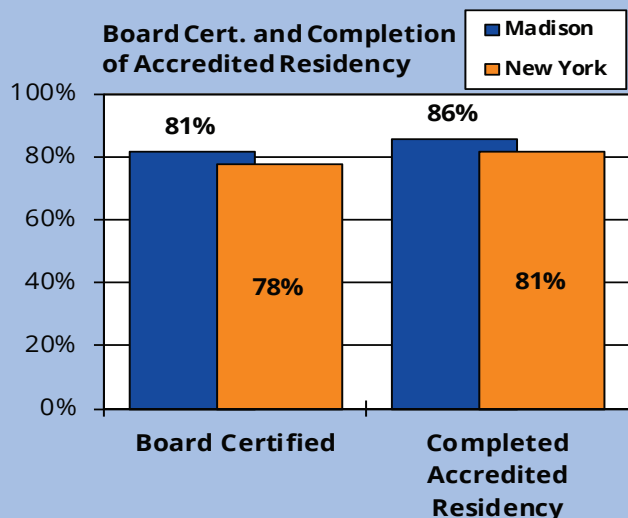 Board Cert. and Completion
of Accredited Residency
Madison
New York
100%
80%
60%
40%
20%
0%
81%
78%
86%
81%
Board Certified
Completed
Accredited
Residency